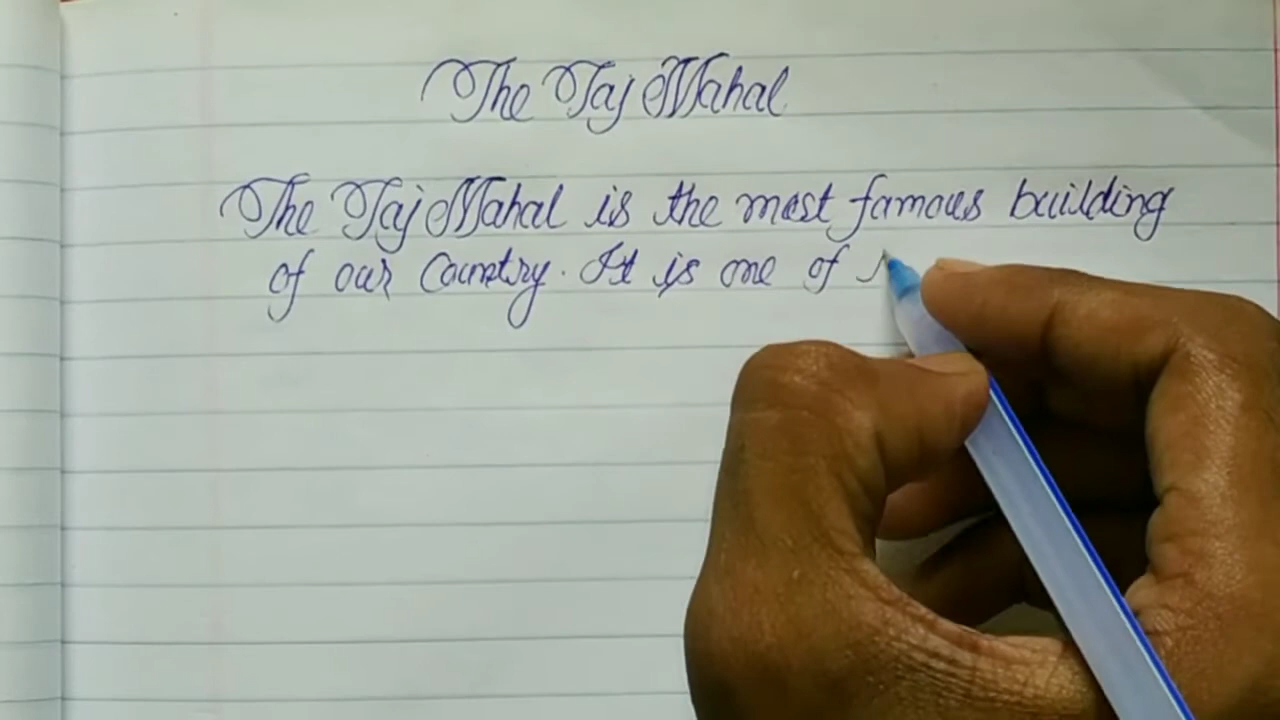 The Taj Mahal
The Taj Mahal is the most famous building
of our Country. It is one of